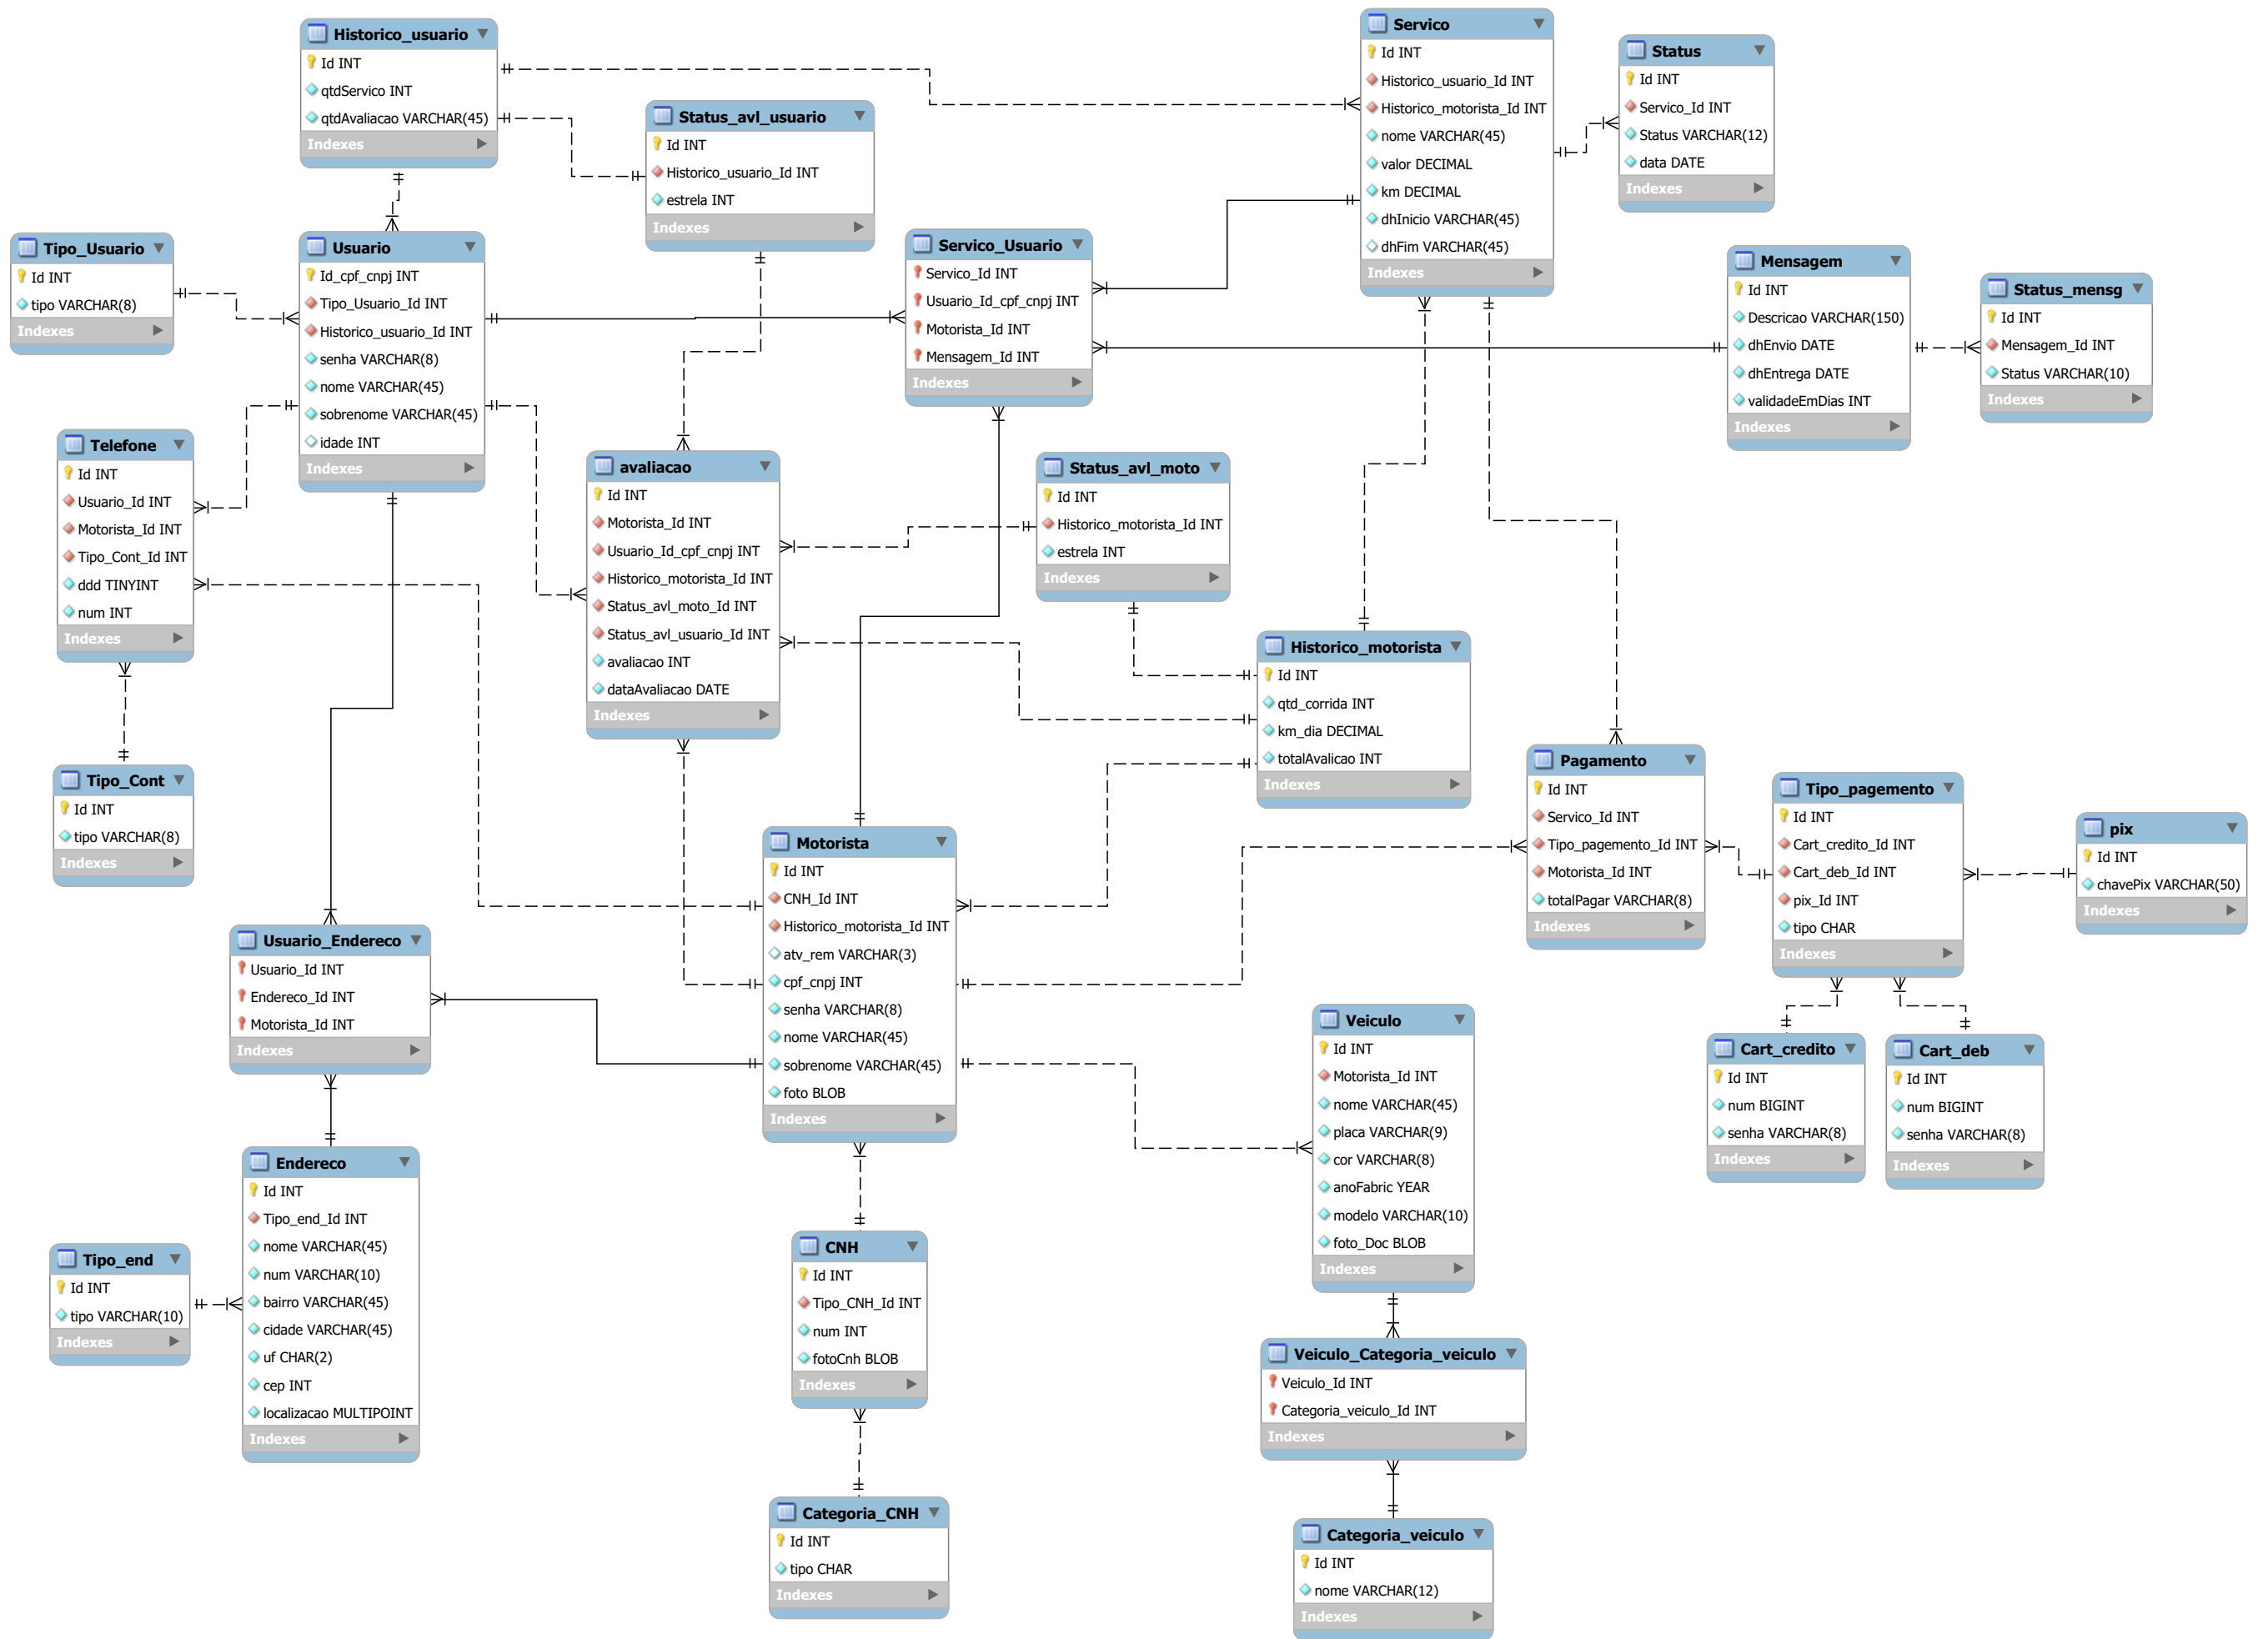 Historico_usuario
Id INT
qtdServico INT
qtdAvaliacao VARCHAR(45)
Indexes
Servico
Id INT
Historico_usuario_Id INT
Historico_motorista_Id INT
nome VARCHAR(45)
valor DECIMAL
km DECIMAL
dhInicio VARCHAR(45)
dhFim VARCHAR(45)
Indexes
Status
Id INT
Servico_Id INT
Status VARCHAR(12)
data DATE
Indexes
Status_avl_usuario
Id INT
Historico_usuario_Id INT
estrela INT
Indexes
Tipo_Usuario
Id INT
tipo VARCHAR(8)
Indexes
Usuario
Id_cpf_cnpj INT
Tipo_Usuario_Id INT
Historico_usuario_Id INT
senha VARCHAR(8)
nome VARCHAR(45)
sobrenome VARCHAR(45)
idade INT
Indexes
Servico_Usuario
Servico_Id INT
Usuario_Id_cpf_cnpj INT
Motorista_Id INT
Mensagem_Id INT
Indexes
Mensagem
Id INT
Descricao VARCHAR(150)
dhEnvio DATE
dhEntrega DATE
validadeEmDias INT
Indexes
Status_mensg
Id INT
Mensagem_Id INT
Status VARCHAR(10)
Indexes
Telefone
Id INT
Usuario_Id INT
Motorista_Id INT
Tipo_Cont_Id INT
ddd TINYINT
num INT
Indexes
avaliacao
Id INT
Motorista_Id INT
Usuario_Id_cpf_cnpj INT
Historico_motorista_Id INT
Status_avl_moto_Id INT
Status_avl_usuario_Id INT
avaliacao INT
dataAvaliacao DATE
Indexes
Status_avl_moto
Id INT
Historico_motorista_Id INT
estrela INT
Indexes
Historico_motorista
Id INT
qtd_corrida INT
km_dia DECIMAL
totalAvalicao INT
Indexes
Tipo_Cont
Id INT
tipo VARCHAR(8)
Indexes
Motorista
Id INT
CNH_Id INT
Historico_motorista_Id INT
atv_rem VARCHAR(3)
cpf_cnpj INT
senha VARCHAR(8)
nome VARCHAR(45)
sobrenome VARCHAR(45)
foto BLOB
Indexes
Pagamento
Id INT
Servico_Id INT
Tipo_pagemento_Id INT
Motorista_Id INT
totalPagar VARCHAR(8)
Indexes
Tipo_pagemento
Id INT
Cart_credito_Id INT
Cart_deb_Id INT
pix_Id INT
tipo CHAR
Indexes
pix
Id INT
chavePix VARCHAR(50)
Indexes
Usuario_Endereco
Usuario_Id INT
Endereco_Id INT
Motorista_Id INT
Indexes
Veiculo
Id INT
Motorista_Id INT
nome VARCHAR(45)
placa VARCHAR(9)
cor VARCHAR(8)
anoFabric YEAR
modelo VARCHAR(10)
foto_Doc BLOB
Indexes
Cart_credito
Id INT
num BIGINT
senha VARCHAR(8)
Indexes
Cart_deb
Id INT
num BIGINT
senha VARCHAR(8)
Indexes
Endereco
Id INT
Tipo_end_Id INT
nome VARCHAR(45)
num VARCHAR(10)
bairro VARCHAR(45)
cidade VARCHAR(45)
uf CHAR(2)
cep INT
localizacao MULTIPOINT
Indexes
Tipo_end
Id INT
tipo VARCHAR(10)
Indexes
CNH
Id INT
Tipo_CNH_Id INT
num INT
fotoCnh BLOB
Indexes
Veiculo_Categoria_veiculo
Veiculo_Id INT
Categoria_veiculo_Id INT
Indexes
Categoria_CNH
Id INT
tipo CHAR
Indexes
Categoria_veiculo
Id INT
nome VARCHAR(12)
Indexes